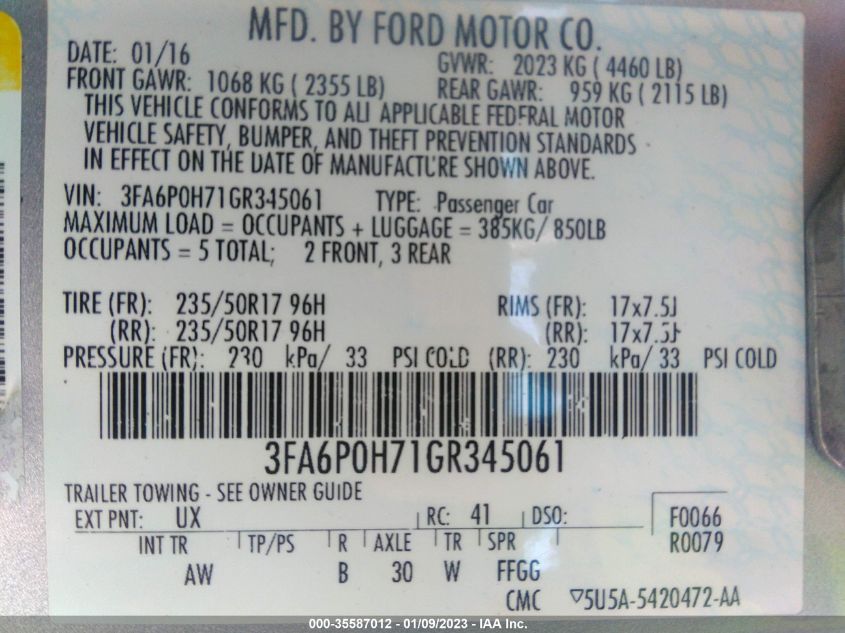 MFD. BY FORD MOTOR CO.
DATE: 01/16 GVWR: 2023 KG ( 4460 LB)
FRONT GAWR: 1068 KG ( 2355 LB) REAR GAWR: 959 KG ( 2115 LB)
THIS VEHICLE CONFORMS TO ALL APPLICABLE FEDERAL MOTOR
VEHICLE SAFETY, BUMPER, AND THEFT PREVENTION STANDARDS
IN EFFECT ON THE DATE OF MANUFACTURE SHOWN ABOVE.
VIN: 3FA6P0H71GR345061 TYPE: Passenger Car
MAXIMUM LOAD = OCCUPANTS + LUGGAGE = 385KG/ 850LB
OCCUPANTS = 5 TOTAL; 2 FRONT, 3 REAR
TIRE (FR): 235/50R17 96H RIMS (FR): 17x7.5J
(RR): 235/50R17 96H (RR): 17x7.5J
PRESSURE (FR): 230 kPa/ 33 PSI COLD (RR): 230 kPa/ 33 PSI COLD
3FA6P0H71GR345061
TRAILER TOWING - SEE OWNER GUIDE
EXT PNT: UX RC: 41 DSO: F0066
INT TR TP/PS R AXLE TR SPR R0079
AW B 30 W FFGG
CMC ▽5U5A-5420472-AA
000-35587012 - 01/09/2023 - IAA Inc.